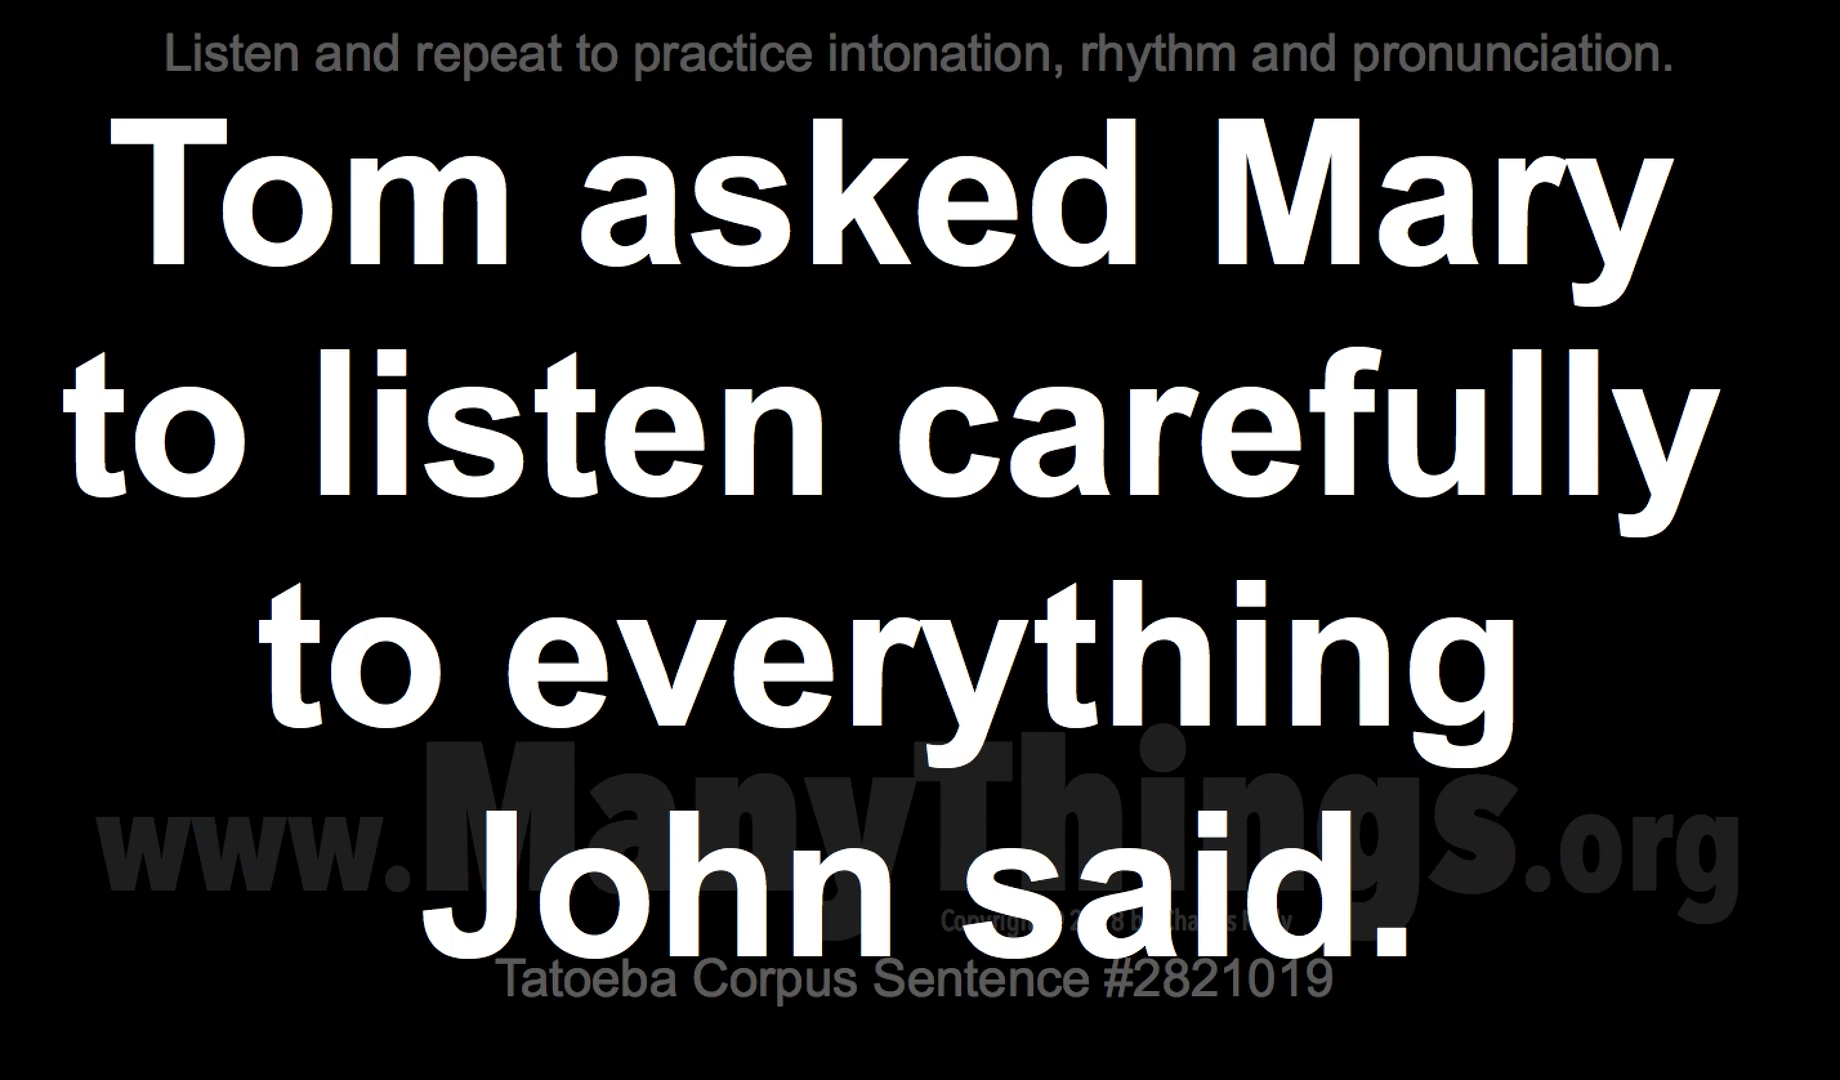 Listen and repeat to practice intonation, rhythm and pronunciation.
Tom asked Mary
to listen carefully
to everything
www.ManyThings.org
John said.
Tatoeba Corpus Sentence #2821019